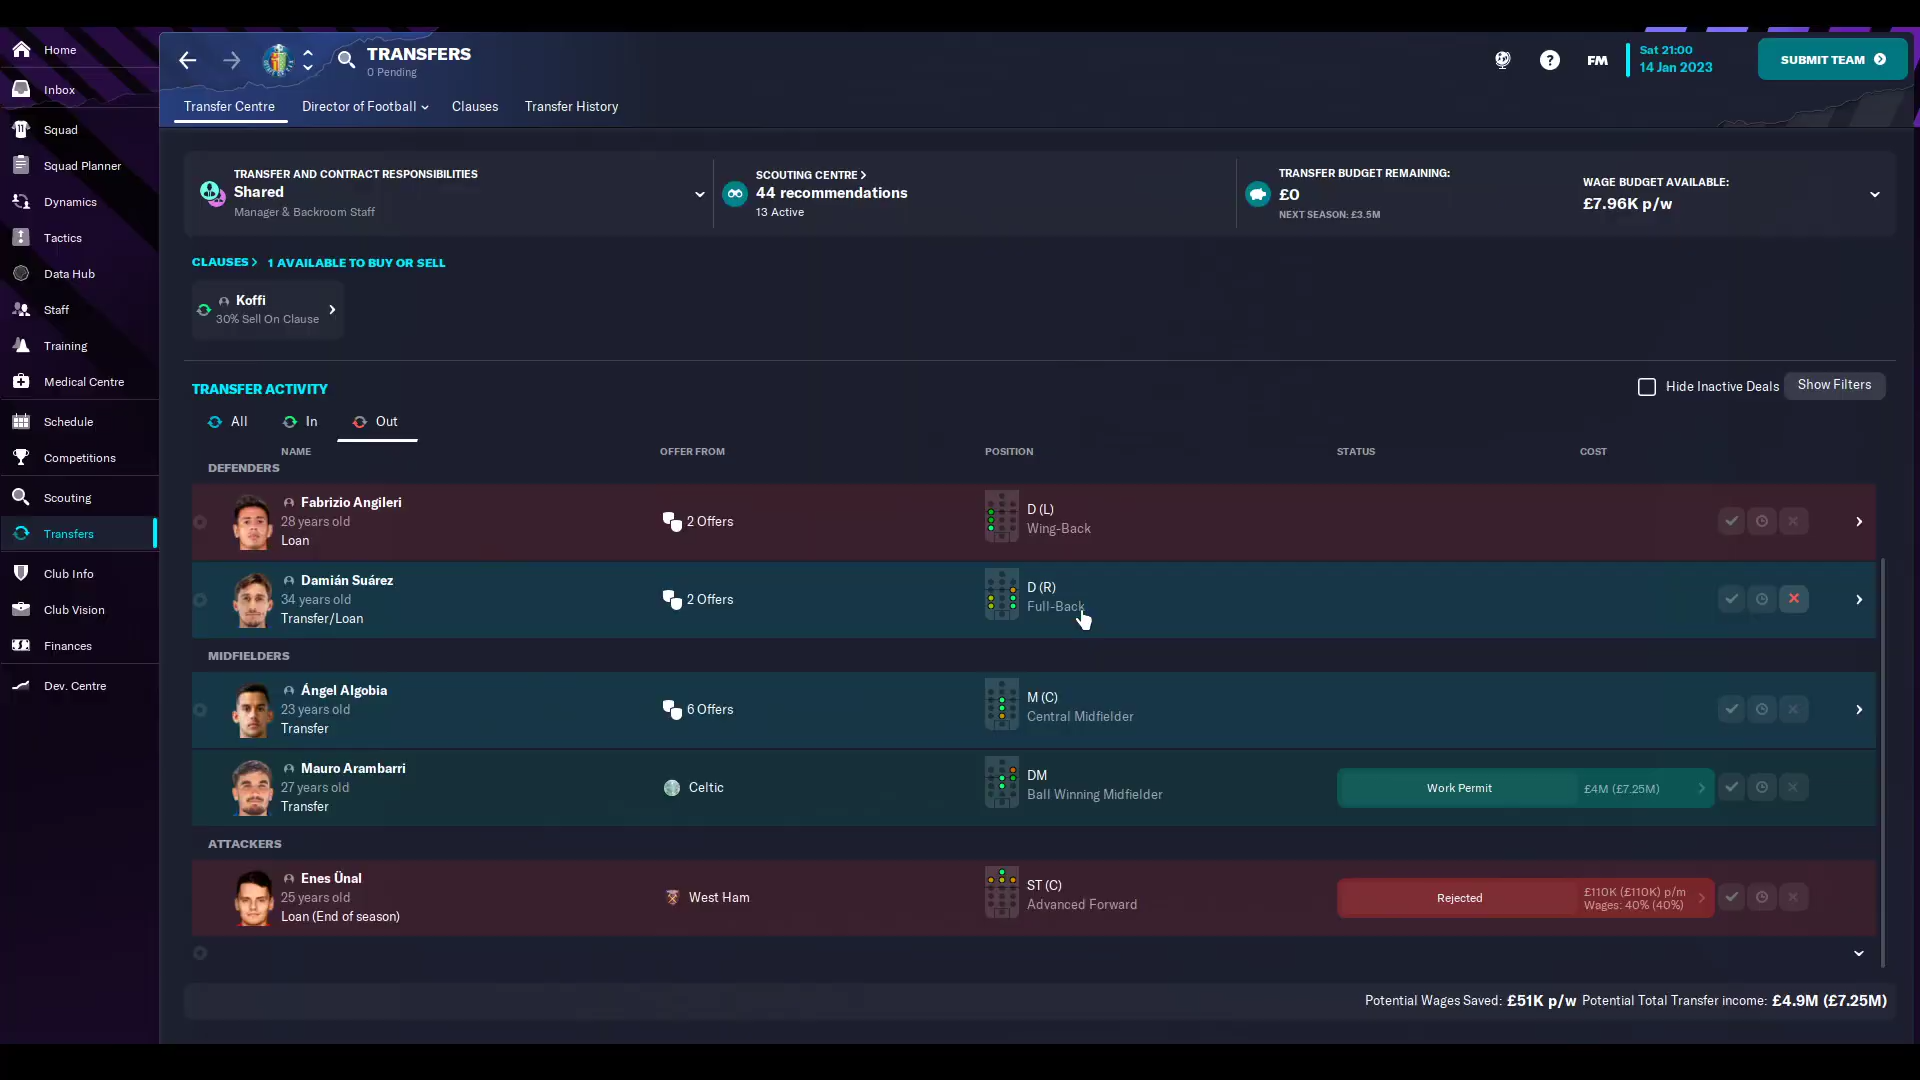 Home
Inbox
Squad
Squad Planner
Dynamics
Tactics
Data Hub
Staff
Training
Medical Centre
Schedule
Competitions
Scouting
Transfers
Club Info
Club Vision
Finances
Dev. Centre
TRANSFERS
0 Pending
FM
Sat 21:00
14 Jan 2023
SUBMIT TEAM
Transfer Centre
Director of Football
Clauses
Transfer History
TRANSFER AND CONTRACT RESPONSIBILITIES
Shared
Manager & Backroom Staff
SCOUTING CENTRE >
44 recommendations
13 Active
TRANSFER BUDGET REMAINING:
£0
NEXT SEASON: £3.5M
WAGE BUDGET AVAILABLE:
£7.96K p/w
CLAUSES > 1 AVAILABLE TO BUY OR SELL
Koffi
30% Sell On Clause
TRANSFER ACTIVITY
Hide Inactive Deals
Show Filters
All In Out
NAME OFFER FROM POSITION STATUS COST
DEFENDERS
Fabrizio Angileri
28 years old
Loan
2 Offers
D (L)
Wing-Back
Damián Suárez
34 years old
Transfer/Loan
2 Offers
D (R)
Full-Back
MIDFIELDERS
Ángel Algobia
23 years old
Transfer
6 Offers
M (C)
Central Midfielder
Mauro Arambarri
27 years old
Transfer
Celtic
DM
Ball Winning Midfielder
Work Permit
£4M (£7.25M)
ATTACKERS
Enes Ünal
25 years old
Loan (End of season)
West Ham
ST (C)
Advanced Forward
Rejected
£110K (£110K) p/m
Wages: 40% (40%)
Potential Wages Saved: £51K p/w Potential Total Transfer income: £4.9M (£7.25M)